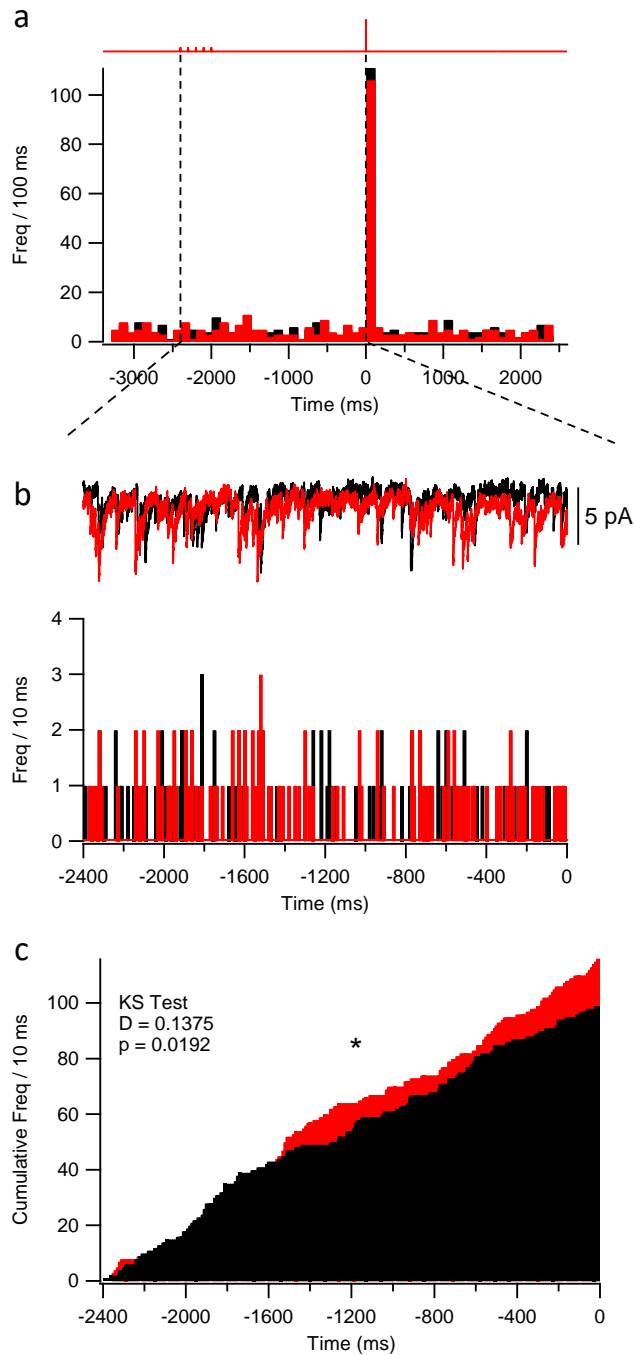 a
100
80
60
40
20
0
Freq / 100 ms
-3000 -2000 -1000 0 1000 2000
Time (ms)
b
5 pA
4
3
2
1
0
Freq / 10 ms
-2400 -2000 -1600 -1200 -800 -400 0
Time (ms)
c
KS Test
D = 0.1375
p = 0.0192
*
100
80
60
40
20
0
Cumulative Freq / 10 ms
-2400 -2000 -1600 -1200 -800 -400 0
Time (ms)